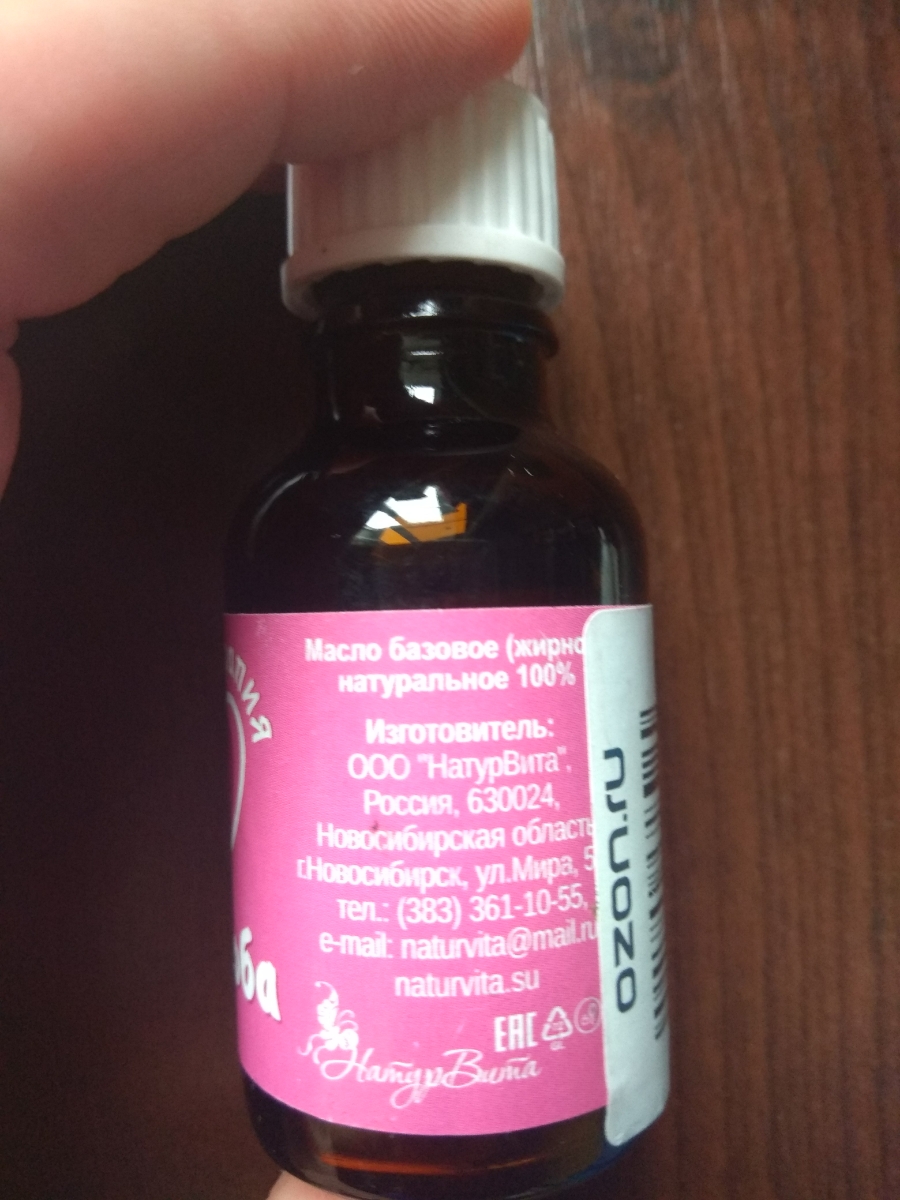 Масло базовое (жирно
натуральное 100%
Изготовитель:
ООО "НатурВита",
Россия, 630024,
Новосибирская область
г.Новосибирск, ул.Мира, 5
тел.: (383) 361-10-55,
e-mail: naturvita@mail.ru
naturvita.su
EAC
НатурВита
ozon.ru